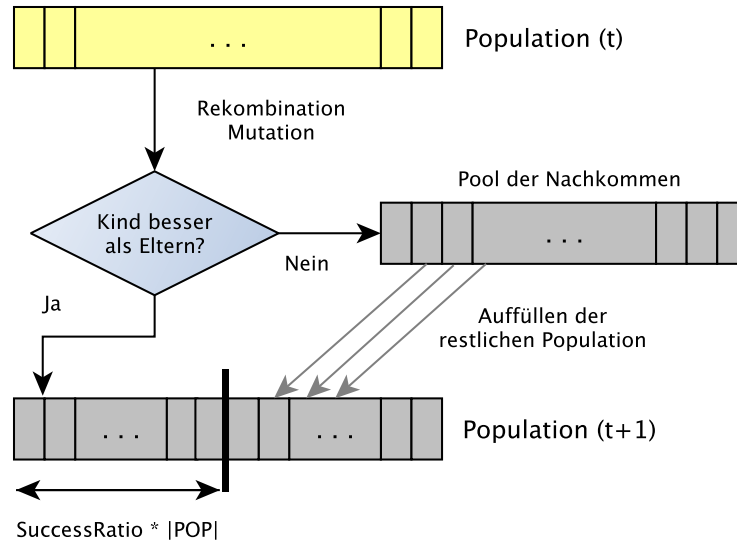 . . .
Population (t)
Rekombination
Mutation
Pool der Nachkommen
Kind besser
als Eltern?
. . .
Nein
Ja
Auffüllen der
restlichen Population
. . .
. . .
Population (t+1)
SuccessRatio * |POP|